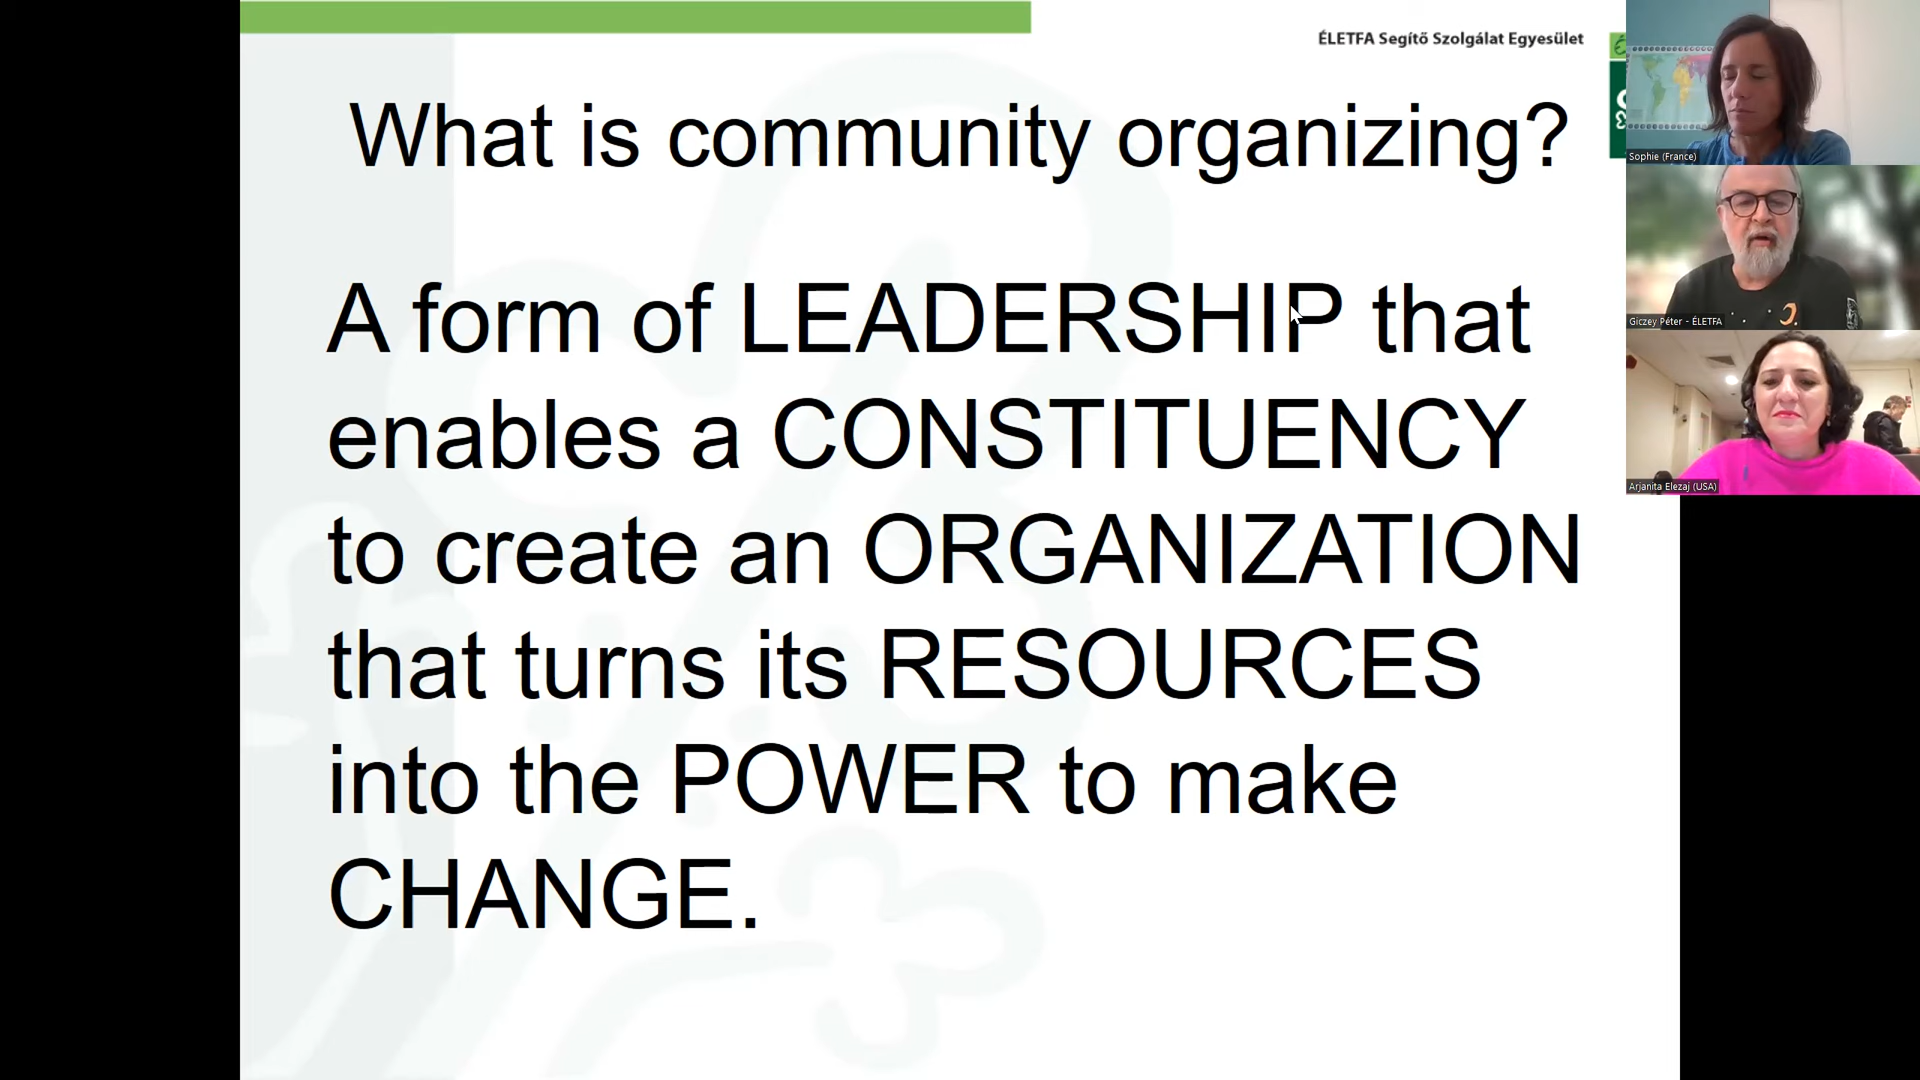 ÉLETFA Segítő Szolgálat Egyesület
What is community organizing?
A form of LEADERSHIP that
enables a CONSTITUENCY
to create an ORGANIZATION
that turns its RESOURCES
into the POWER to make
CHANGE.
Sophie (France)
Giczey Péter - ÉLETFA
Arjanita Elezaj (USA)